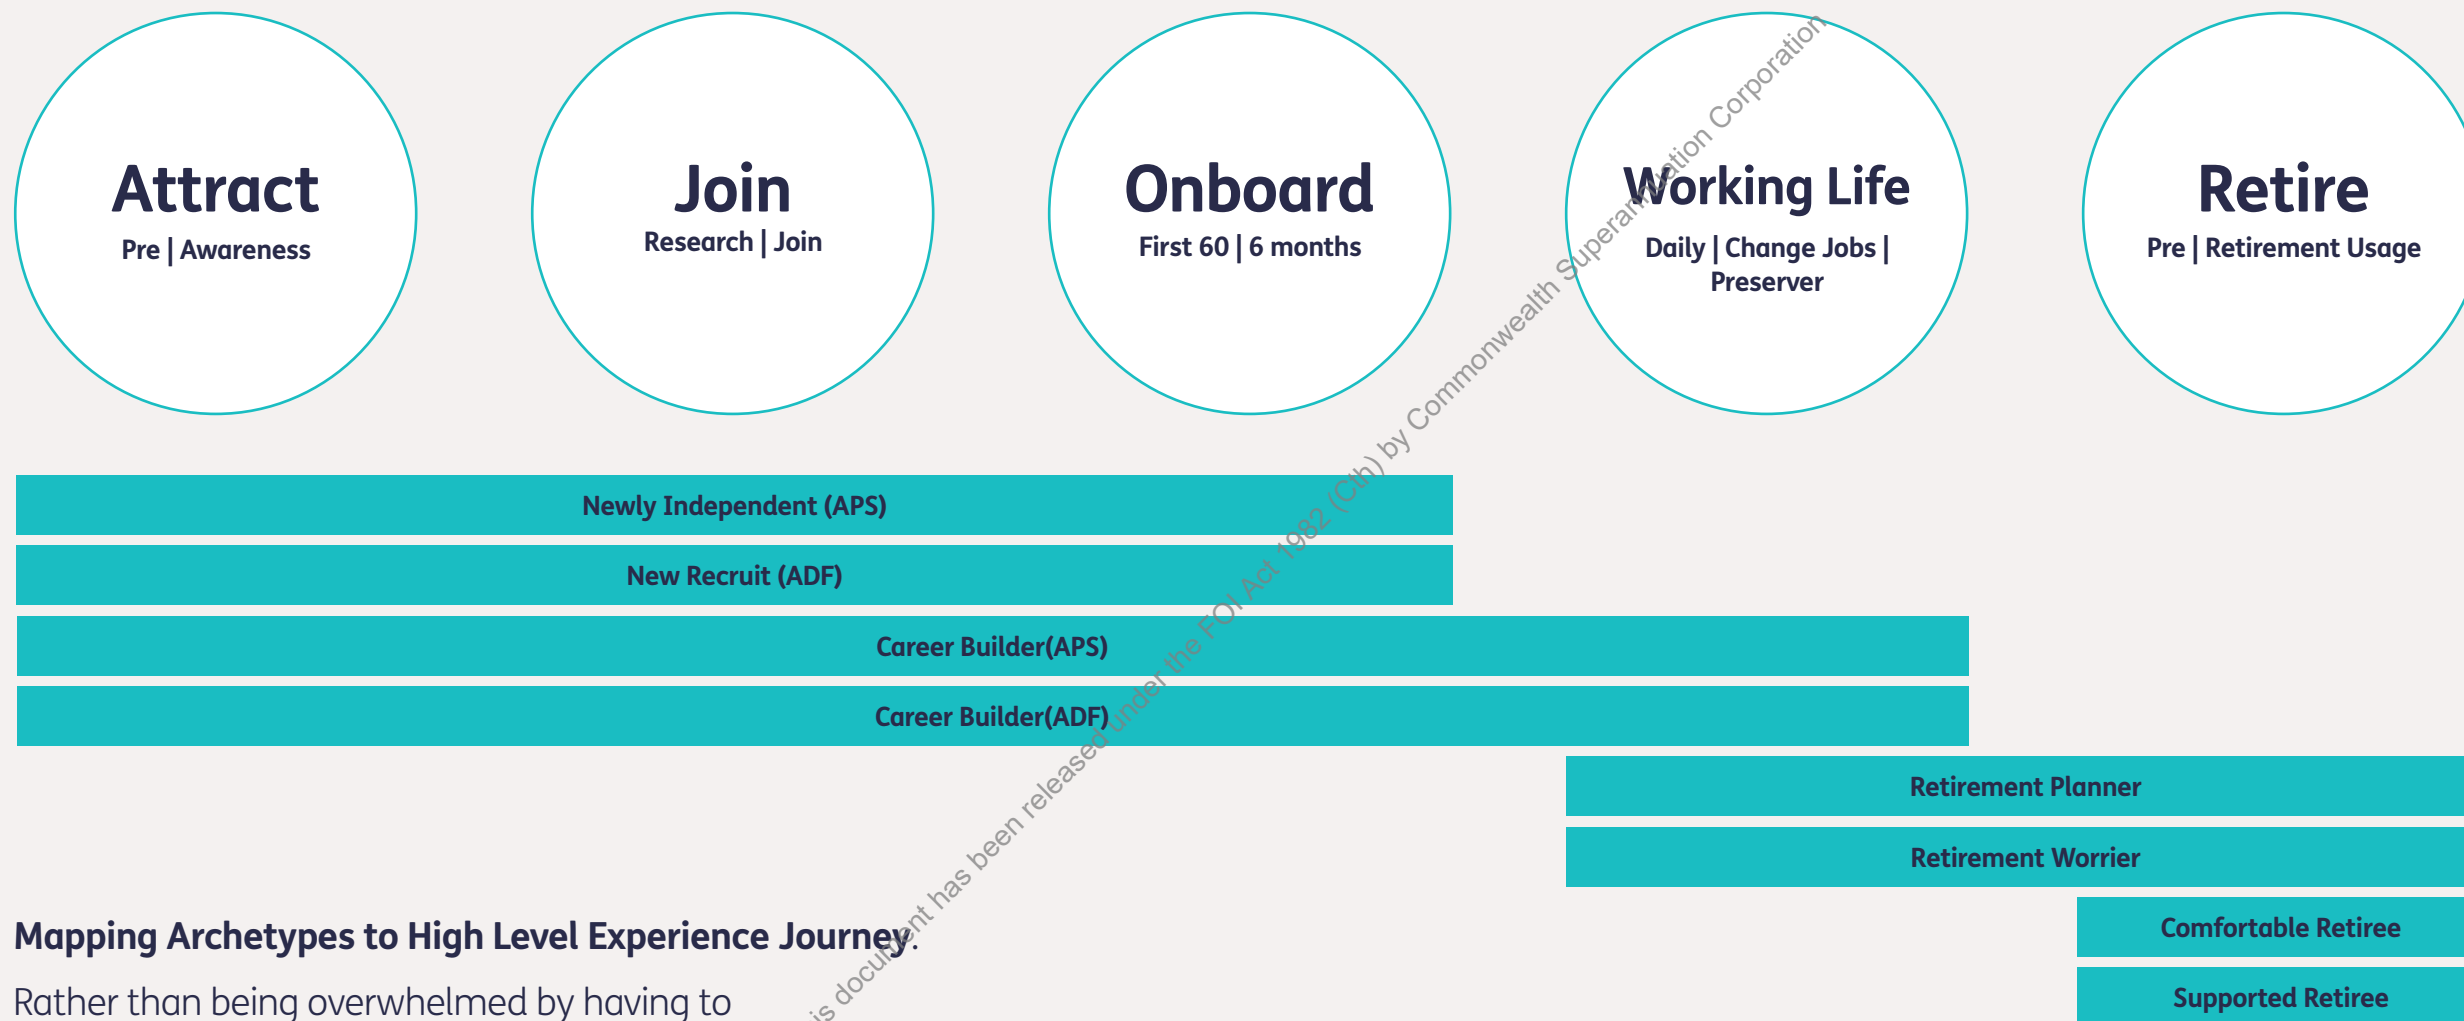 Attract
Pre | Awareness
Join
Research | Join
Onboard
First 60 | 6 months
Working Life
Daily | Change Jobs |
Preserver
Retire
Pre | Retirement Usage
Newly Independent (APS)
New Recruit (ADF)
Career Builder(APS)
Career Builder(ADF)
Retirement Planner
Retirement Worrier
Comfortable Retiree
Supported Retiree
Mapping Archetypes to High Level Experience Journey.
Rather than being overwhelmed by having to
is document has been released under the FOI Act 1982 (Cth) by Commonwealth Superannuation Corporation